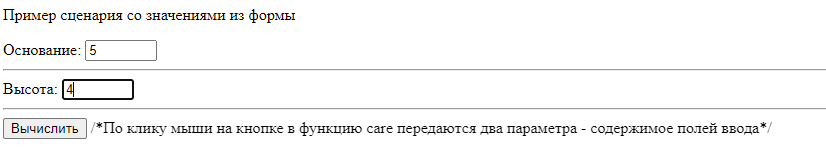 Пример сценария со значениями из формы
Основание: 5
Высота: 4
Вычислить /*По клику мыши на кнопке в функцию care передаются два параметра - содержимое полей ввода*/